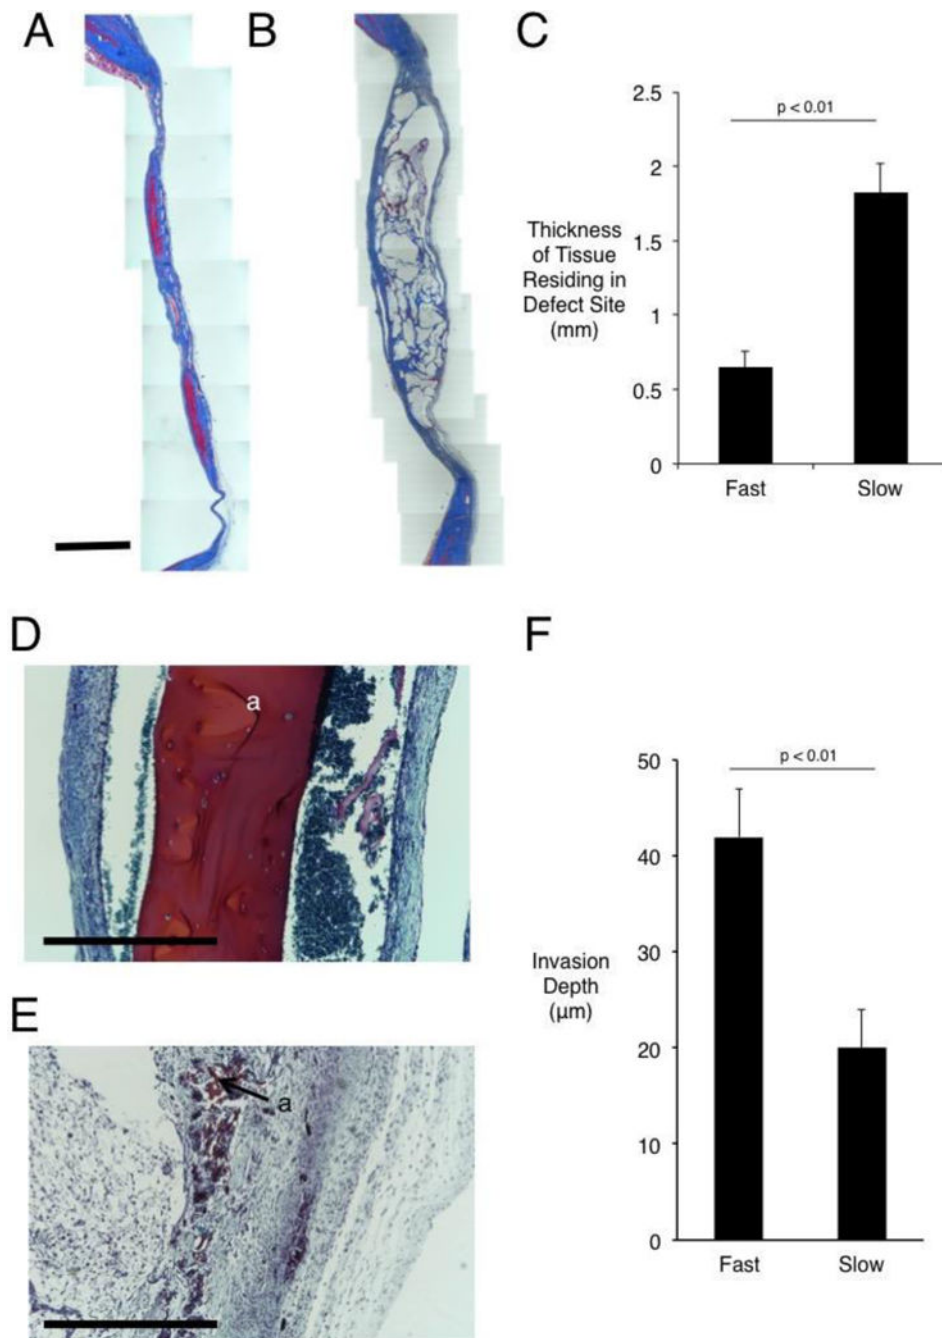 A
B
C
2.5
2
1.5
1
0.5
0
p < 0.01
Thickness
of Tissue
Residing in
Defect Site
(mm)
Fast
Slow
D
a
E
a
F
50
40
30
20
10
0
p < 0.01
Invasion
Depth
(µm)
Fast
Slow